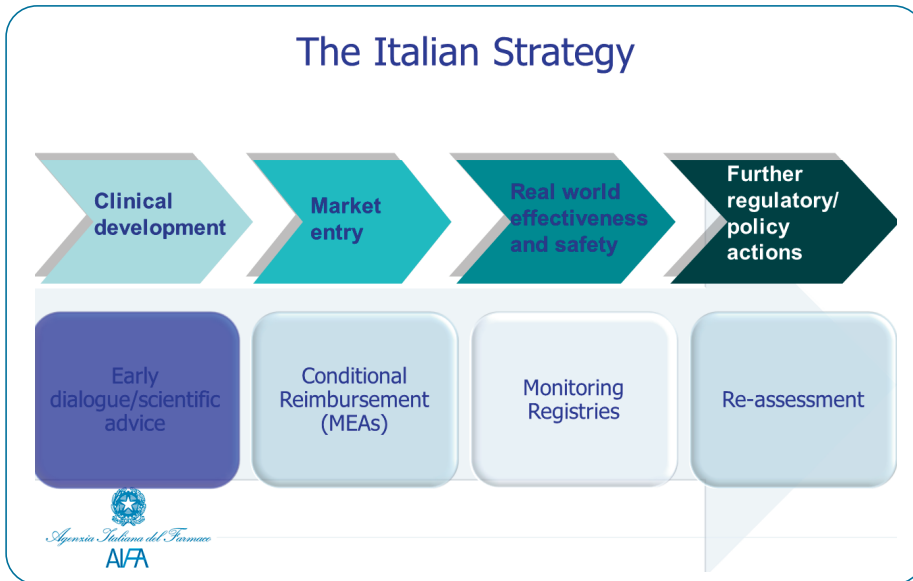 The Italian Strategy
Clinical
development
Market
entry
Real world
effectiveness
and safety
Further
regulatory/
policy
actions
Early
dialogue/scientific
advice
Conditional
Reimbursement
(MEAs)
Monitoring
Registries
Re-assessment
Agenzia Italiana del Farmaco
AIFA